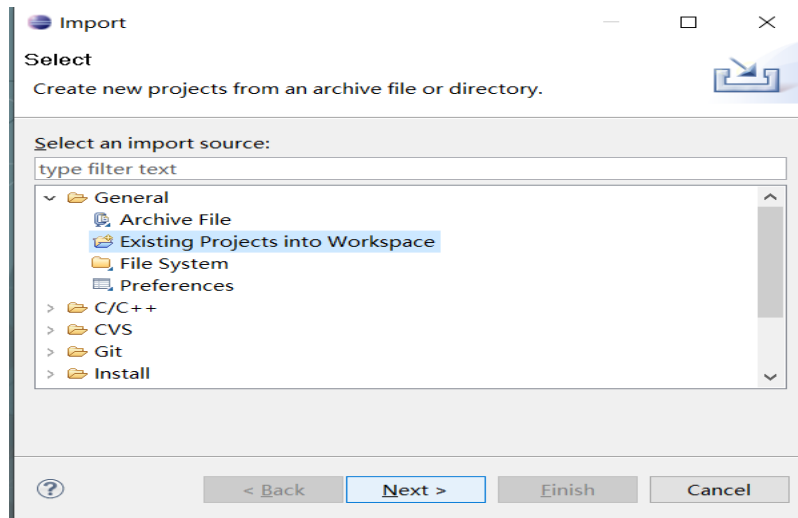 Import
Select
Create new projects from an archive file or directory.
Select an import source:
type filter text
General
Archive File
Existing Projects into Workspace
File System
Preferences
C/C++
CVS
Git
Install
? < Back Next > Finish Cancel